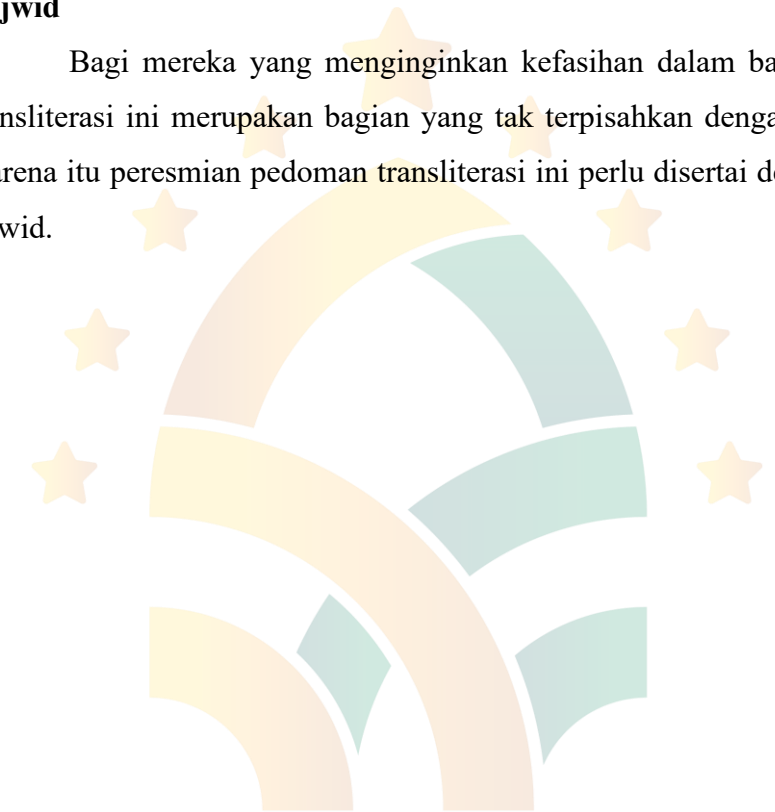 jwid
Bagi mereka yang menginginkan kefasihan dalam ba
nsliterasi ini merupakan bagian yang tak terpisahkan denga
arena itu peresmian pedoman transliterasi ini perlu disertai de
wid.